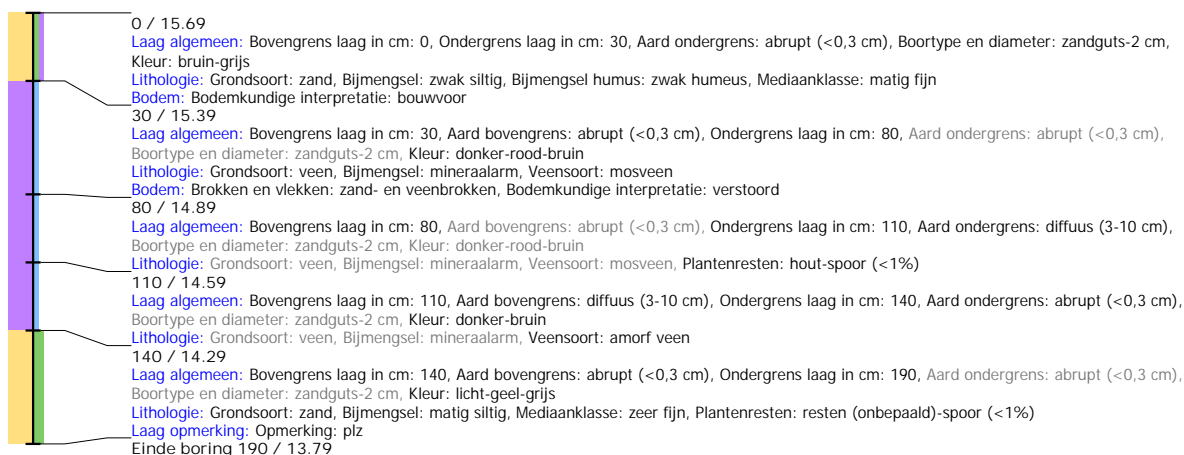 0 / 15.69
Laag algemeen: Bovengrens laag in cm: 0, Ondergrens laag in cm: 30, Aard ondergrens: abrupt (<0,3 cm), Boortype en diameter: zandguts-2 cm,
Kleur: bruin-grijs
Lithologie: Grondsoort: zand, Bijmengsel: zwak siltig, Bijmengsel humus: zwak humeus, Mediaanklasse: matig fijn
Bodem: Bodemkundige interpretatie: bouwvoor
30 / 15.39
Laag algemeen: Bovengrens laag in cm: 30, Aard bovengrens: abrupt (<0,3 cm), Ondergrens laag in cm: 80, Aard ondergrens: abrupt (<0,3 cm),
Boortype en diameter: zandguts-2 cm, Kleur: donker-rood-bruin
Lithologie: Grondsoort: veen, Bijmengsel: mineraalarm, Veensoort: mosveen
Bodem: Brokken en vlekken: zand- en veenbrokken, Bodemkundige interpretatie: verstoord
80 / 14.89
Laag algemeen: Bovengrens laag in cm: 80, Aard bovengrens: abrupt (<0,3 cm), Ondergrens laag in cm: 110, Aard ondergrens: diffuus (3-10 cm),
Boortype en diameter: zandguts-2 cm, Kleur: donker-rood-bruin
Lithologie: Grondsoort: veen, Bijmengsel: mineraalarm, Veensoort: mosveen, Plantenresten: hout-spoor (<1%)
110 / 14.59
Laag algemeen: Bovengrens laag in cm: 110, Aard bovengrens: diffuus (3-10 cm), Ondergrens laag in cm: 140, Aard ondergrens: abrupt (<0,3 cm),
Boortype en diameter: zandguts-2 cm, Kleur: donker-bruin
Lithologie: Grondsoort: veen, Bijmengsel: mineraalarm, Veensoort: amorf veen
140 / 14.29
Laag algemeen: Bovengrens laag in cm: 140, Aard bovengrens: abrupt (<0,3 cm), Ondergrens laag in cm: 190, Aard ondergrens: abrupt (<0,3 cm),
Boortype en diameter: zandguts-2 cm, Kleur: licht-geel-grijs
Lithologie: Grondsoort: zand, Bijmengsel: matig siltig, Mediaanklasse: zeer fijn, Plantenresten: resten (onbepaald)-spoor (<1%)
Laag opmerking: Opmerking: plz
Einde boring 190 / 13.79